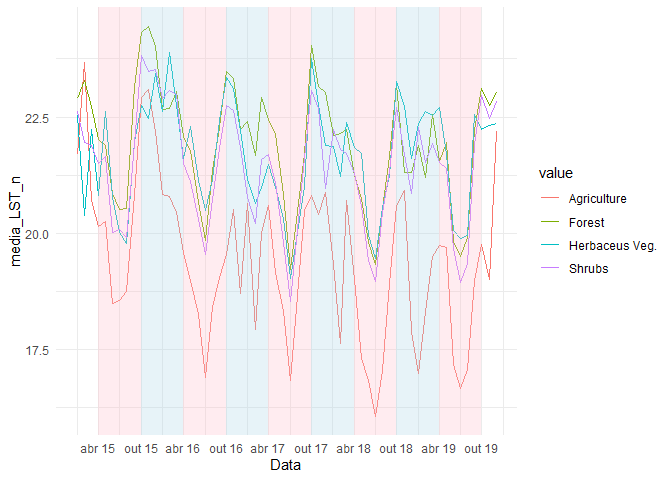 media_LST_n
22.5
20.0
17.5
abr 15
out 15
abr 16
out 16
abr 17
out 17
abr 18
out 18
abr 19
out 19
Data
value
Agriculture
Forest
Herbaceus Veg.
Shrubs